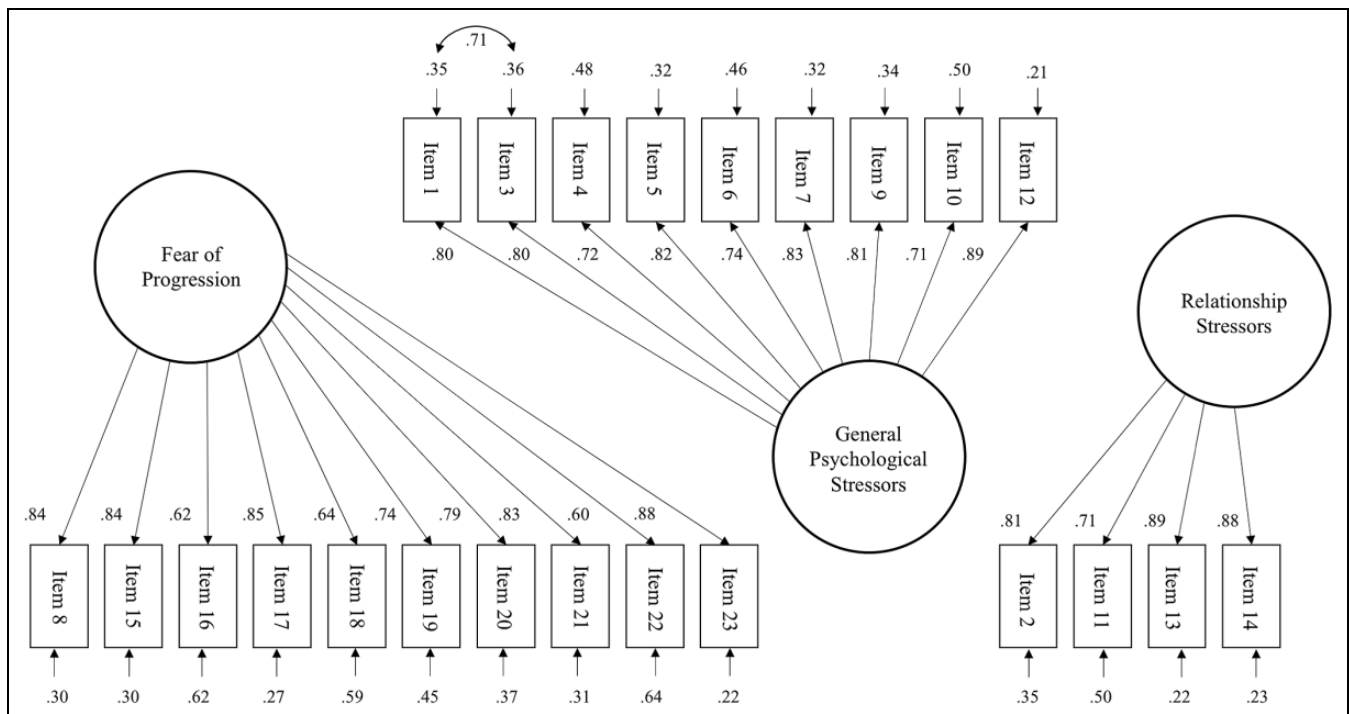 .71
.35 .36 .48 .32 .46 .32 .34 .50 .21
Item 1 Item 3 Item 4 Item 5 Item 6 Item 7 Item 9 Item 10 Item 12
.80 .80 .72 .82 .74 .83 .81 .71 .89
Fear of
Progression
General
Psychological
Stressors
Relationship
Stressors
.84 .84 .62 .85 .64 .74 .79 .83 .60 .88
Item 8 Item 15 Item 16 Item 17 Item 18 Item 19 Item 20 Item 21 Item 22 Item 23
.30 .30 .62 .27 .59 .45 .37 .31 .64 .22
.81 .71 .89 .88
Item 2 Item 11 Item 13 Item 14
.35 .50 .22 .23